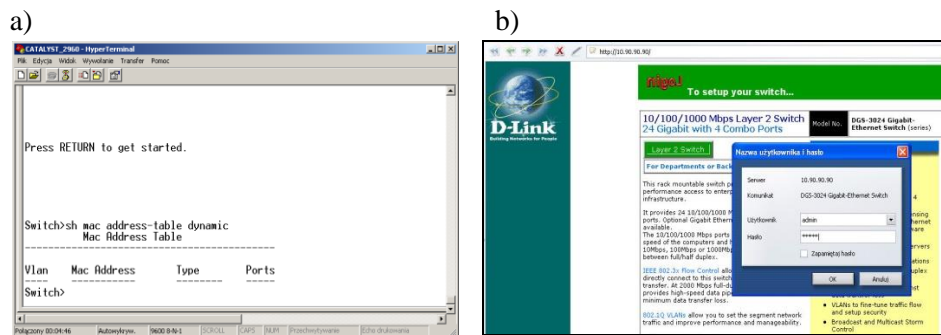 a)
b)
CATALYST_2960 - HyperTerminal
Plik Edycja Widok Wywołanie Transfer Pomoc
Press RETURN to get started.
Switch>sh mac address-table dynamic
Mac Address Table
Vlan Mac Address Type Ports
Switch>
Połączony 00:04:46 Autowykryw. 9600 8-N-1 SCROLL CAPS NUM Przechwytywanie Echo drukowania
http://10.90.90.90/
D-Link
Building Networks for People
To setup your switch...
10/100/1000 Mbps Layer 2 Switch
24 Gigabit with 4 Combo Ports
Model No.
DGS-3024 Gigabit-
Ethernet Switch (series)
Layer 2 Switch
For Departments or Back
This rack mountable switch p
performance access to enterp
infrastructure.
It provides 24 10/100/1000 M
ports. Optional Gigabit Ethern
available.
The 10/100/1000 Mbps ports
speed of the computers and
10Mbps, 100Mbps or 1000Mb
between full/half duplex.
IEEE 802.3x Flow Control allo
directly connect to this switch
transfer. At 2000 Mbps full-du
provides high-speed data pip
minimum data transfer loss.
802.1Q VLANs allow you to set the segment network
traffic and improve performance and manageability.
Nazwa użytkownika i hasło
Serwer 10.90.90.90
Komunikat DGS-3024 Gigabit-Ethernet Switch
Użytkownik admin
Hasło *****
Zapamiętaj hasło
OK Anuluj
VLANs to fine-tune traffic flow
and setup security
Broadcast and Multicast Storm
Control